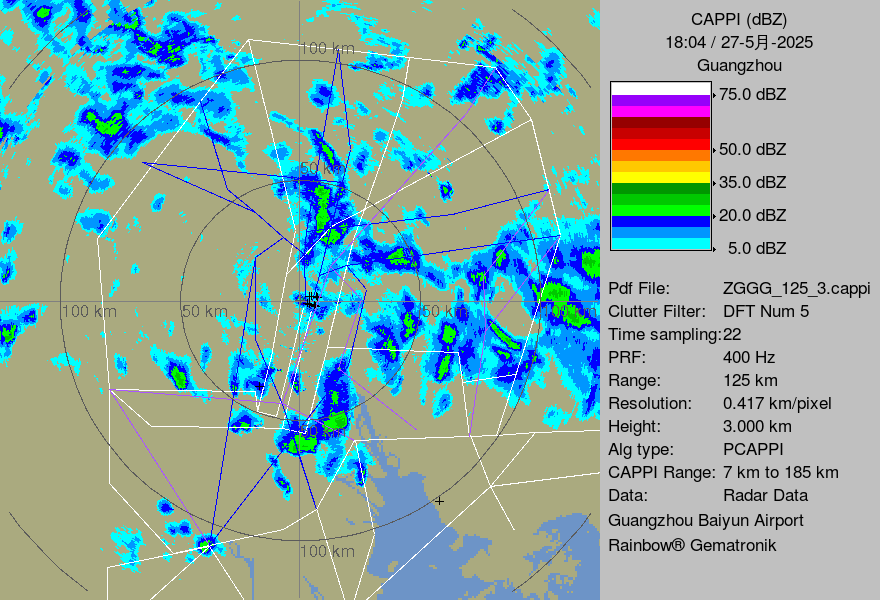 100 km
50 km
100 km
50 km
50 km
100 km
CAPPI (dBZ)
18:04 / 27-5月-2025
Guangzhou
75.0 dBZ
50.0 dBZ
35.0 dBZ
20.0 dBZ
5.0 dBZ
Pdf File: ZGGG_125_3.cappi
Clutter Filter: DFT Num 5
Time sampling:22
PRF: 400 Hz
Range: 125 km
Resolution: 0.417 km/pixel
Height: 3.000 km
Alg type: PCAPPI
CAPPI Range: 7 km to 185 km
Data: Radar Data
Guangzhou Baiyun Airport
Rainbow® Gematronik